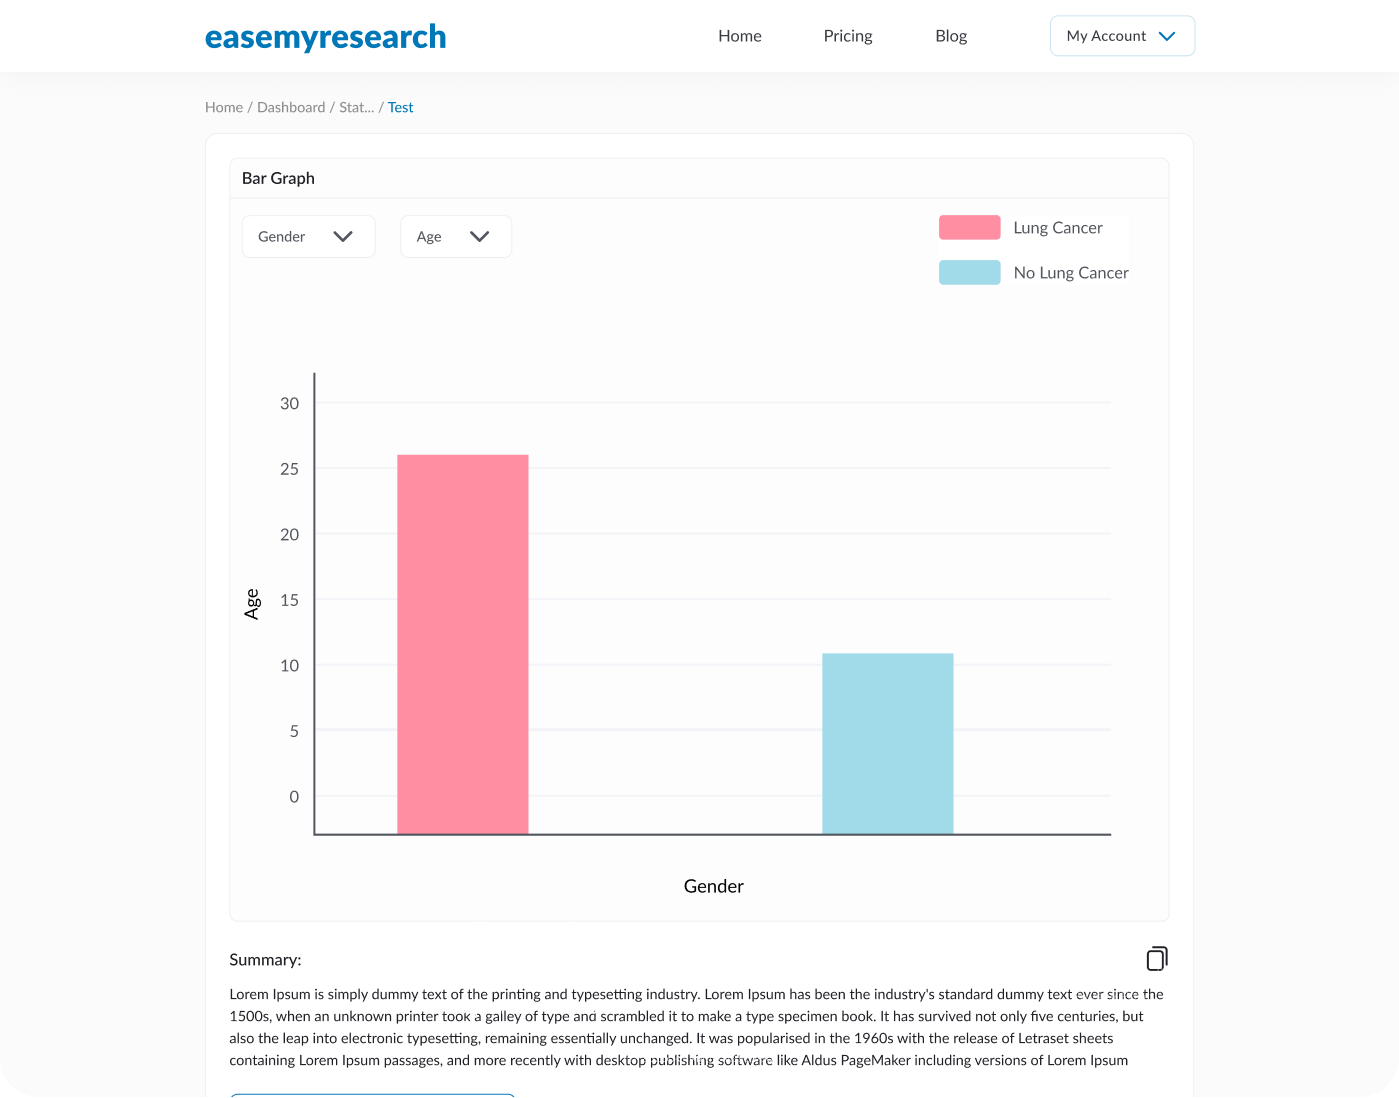 easemyresearch
Home Pricing Blog My Account
Home / Dashboard / Stat... / Test
Bar Graph
Gender Age
Lung Cancer
No Lung Cancer
30
25
20
15
10
5
0
Age
Gender
Summary:
Lorem Ipsum is simply dummy text of the printing and typesetting industry. Lorem Ipsum has been the industry's standard dummy text ever since the
1500s, when an unknown printer took a galley of type and scrambled it to make a type specimen book. It has survived not only five centuries, but
also the leap into electronic typesetting, remaining essentially unchanged. It was popularised in the 1960s with the release of Letraset sheets
containing Lorem Ipsum passages, and more recently with desktop publishing software like Aldus PageMaker including versions of Lorem Ipsum